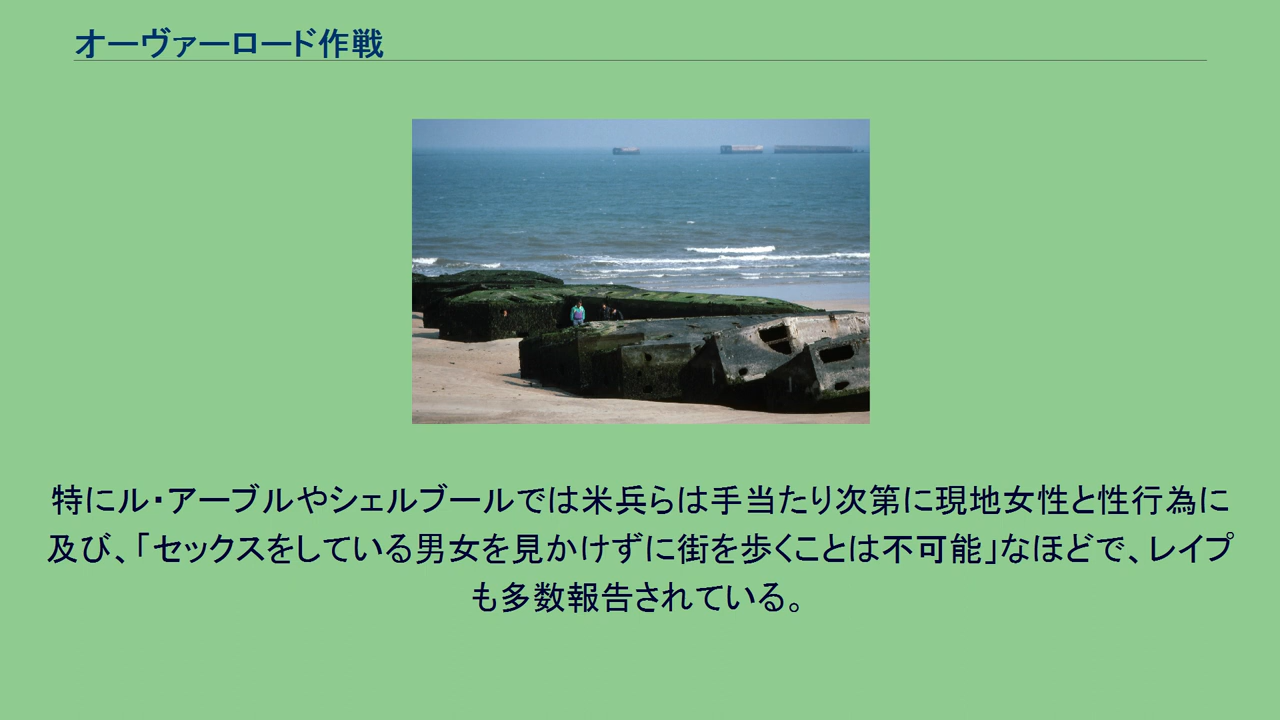 オーヴァーロード作戦
特にル・アーブルやシェルブールでは米兵らは手当たり次第に現地女性と性行為に
及び、「セックスをしている男女を見かけずに街を歩くことは不可能」なほどで、レイプ
も多数報告されている。